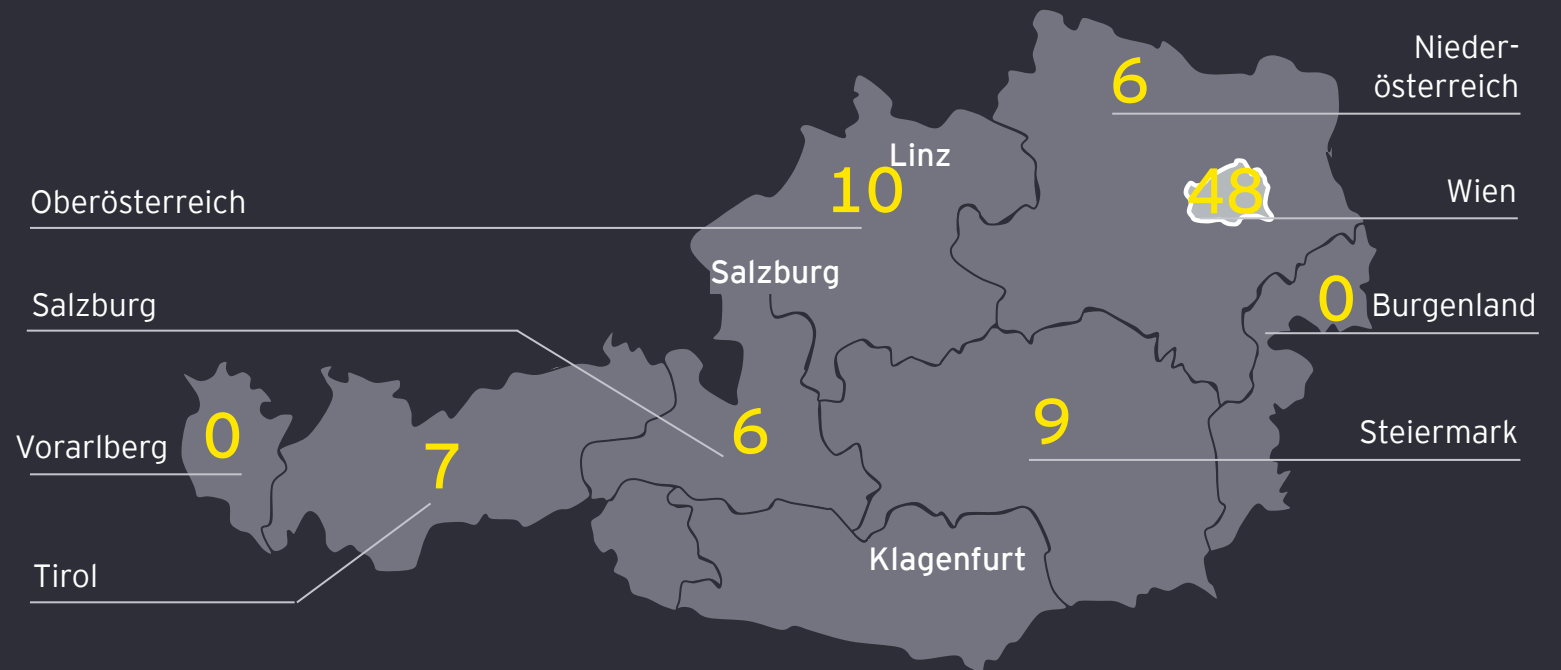 Nieder-
österreich
6
Linz
10
48
Wien
Oberösterreich
Salzburg
0
Burgenland
Salzburg
6
9
Steiermark
Vorarlberg
0
7
Klagenfurt
Tirol